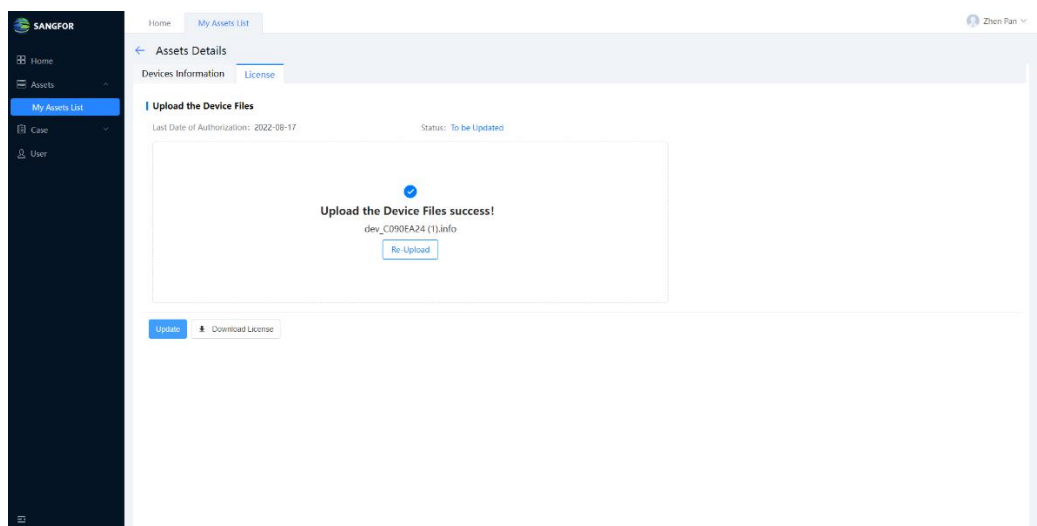 SANGFOR
Home
Assets
My Assets List
Case
User
Home My Assets List
Zhen Pan
Assets Details
Devices Information License
Upload the Device Files
Last Date of Authorization: 2022-08-17 Status: To be Updated
Upload the Device Files success!
dev_C090EA24 (1).info
Re-Upload
Update Download License